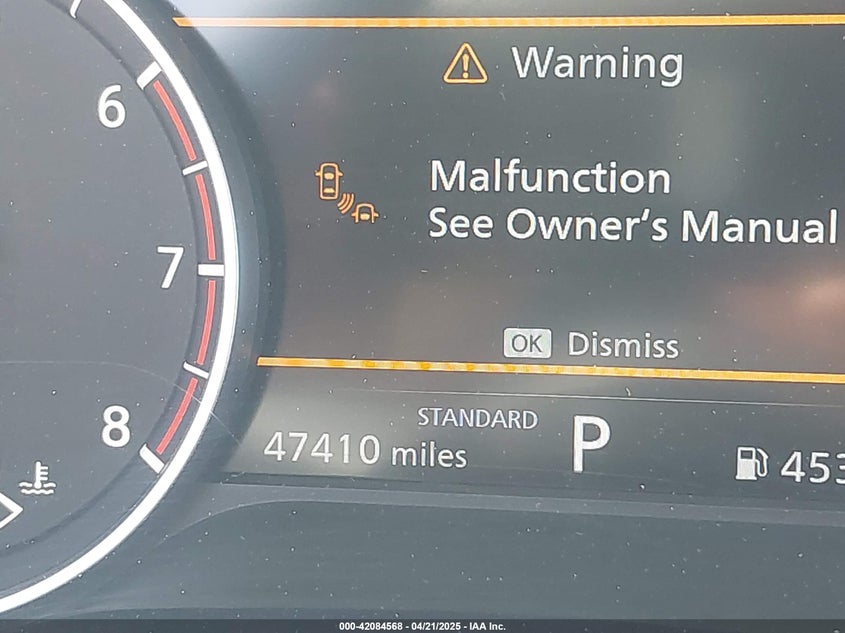 6
Warning
Malfunction
See Owner's Manual
7
OK Dismiss
8
STANDARD
47410 miles
P
453
000-42084568 - 04/21/2025 - IAA Inc.